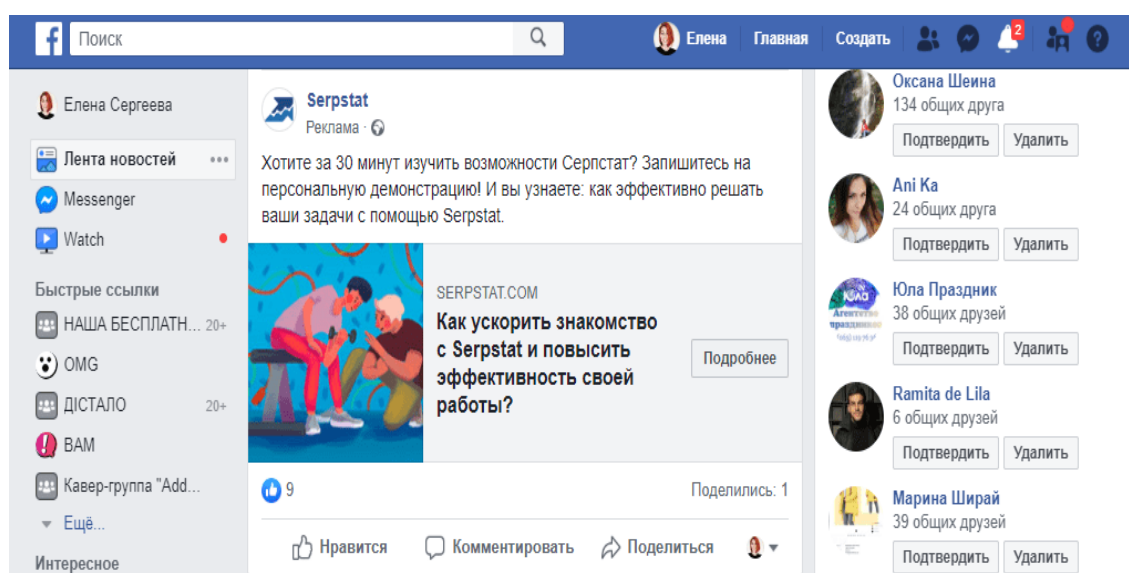 Поиск
Елена
Главная
Создать
2
Елена Сергеева
Лента новостей
Messenger
Watch
Быстрые ссылки
НАША БЕСПЛАТН... 20+
OMG
ДІСТАЛО 20+
BAM
Кавер-группа "Add...
Ещё...
Интересное
Serpstat
Реклама ·
Хотите за 30 минут изучить возможности Серпстат? Запишитесь на
персональную демонстрацию! И вы узнаете: как эффективно решать
ваши задачи с помощью Serpstat.
SERPSTAT.COM
Как ускорить знакомство
с Serpstat и повысить
эффективность своей
работы?
Подробнее
9
Поделились: 1
Нравится
Комментировать
Поделиться
Оксана Шеина
134 общих друга
Подтвердить
Удалить
Ani Ka
24 общих друга
Подтвердить
Удалить
Юла Праздник
38 общих друзей
Подтвердить
Удалить
Ramita de Lila
6 общих друзей
Подтвердить
Удалить
Марина Ширай
39 общих друзей
Подтвердить
Удалить